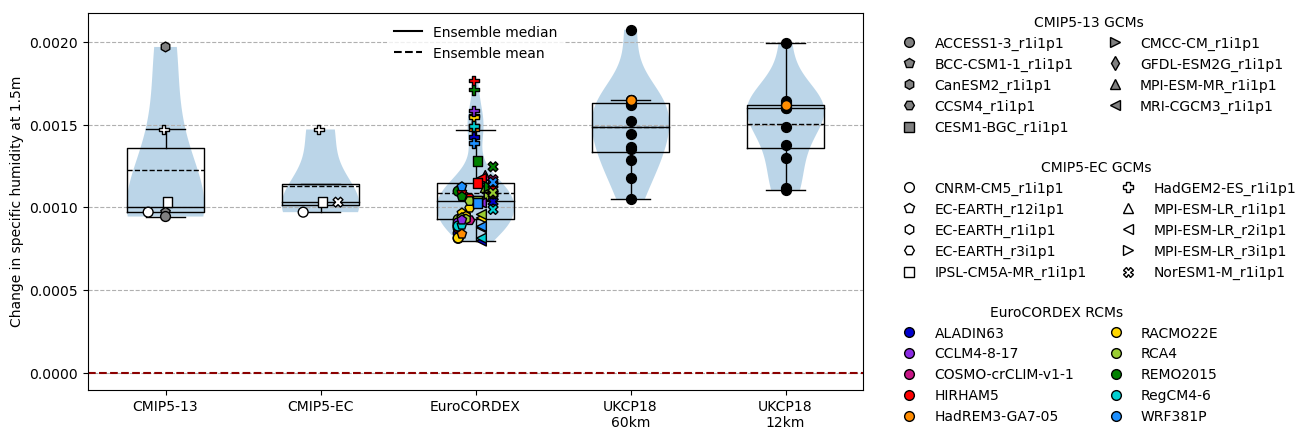 Change in specific humidity at 1.5m
0.0020
0.0015
0.0010
0.0005
0.0000
Ensemble median
Ensemble mean
CMIP5-13
CMIP5-EC
EuroCORDEX
UKCP18
60km
UKCP18
12km
CMIP5-13 GCMs
ACCESS1-3_r1i1p1
BCC-CSM1-1_r1i1p1
CanESM2_r1i1p1
CCSM4_r1i1p1
CESM1-BGC_r1i1p1
CMCC-CM_r1i1p1
GFDL-ESM2G_r1i1p1
MPI-ESM-MR_r1i1p1
MRI-CGCM3_r1i1p1
CMIP5-EC GCMs
CNRM-CM5_r1i1p1
EC-EARTH_r12i1p1
EC-EARTH_r1i1p1
EC-EARTH_r3i1p1
IPSL-CM5A-MR_r1i1p1
HadGEM2-ES_r1i1p1
MPI-ESM-LR_r1i1p1
MPI-ESM-LR_r2i1p1
MPI-ESM-LR_r3i1p1
NorESM1-M_r1i1p1
EuroCORDEX RCMs
ALADIN63
CCLM4-8-17
COSMO-crCLIM-v1-1
HIRHAM5
HadREM3-GA7-05
RACMO22E
RCA4
REMO2015
RegCM4-6
WRF381P